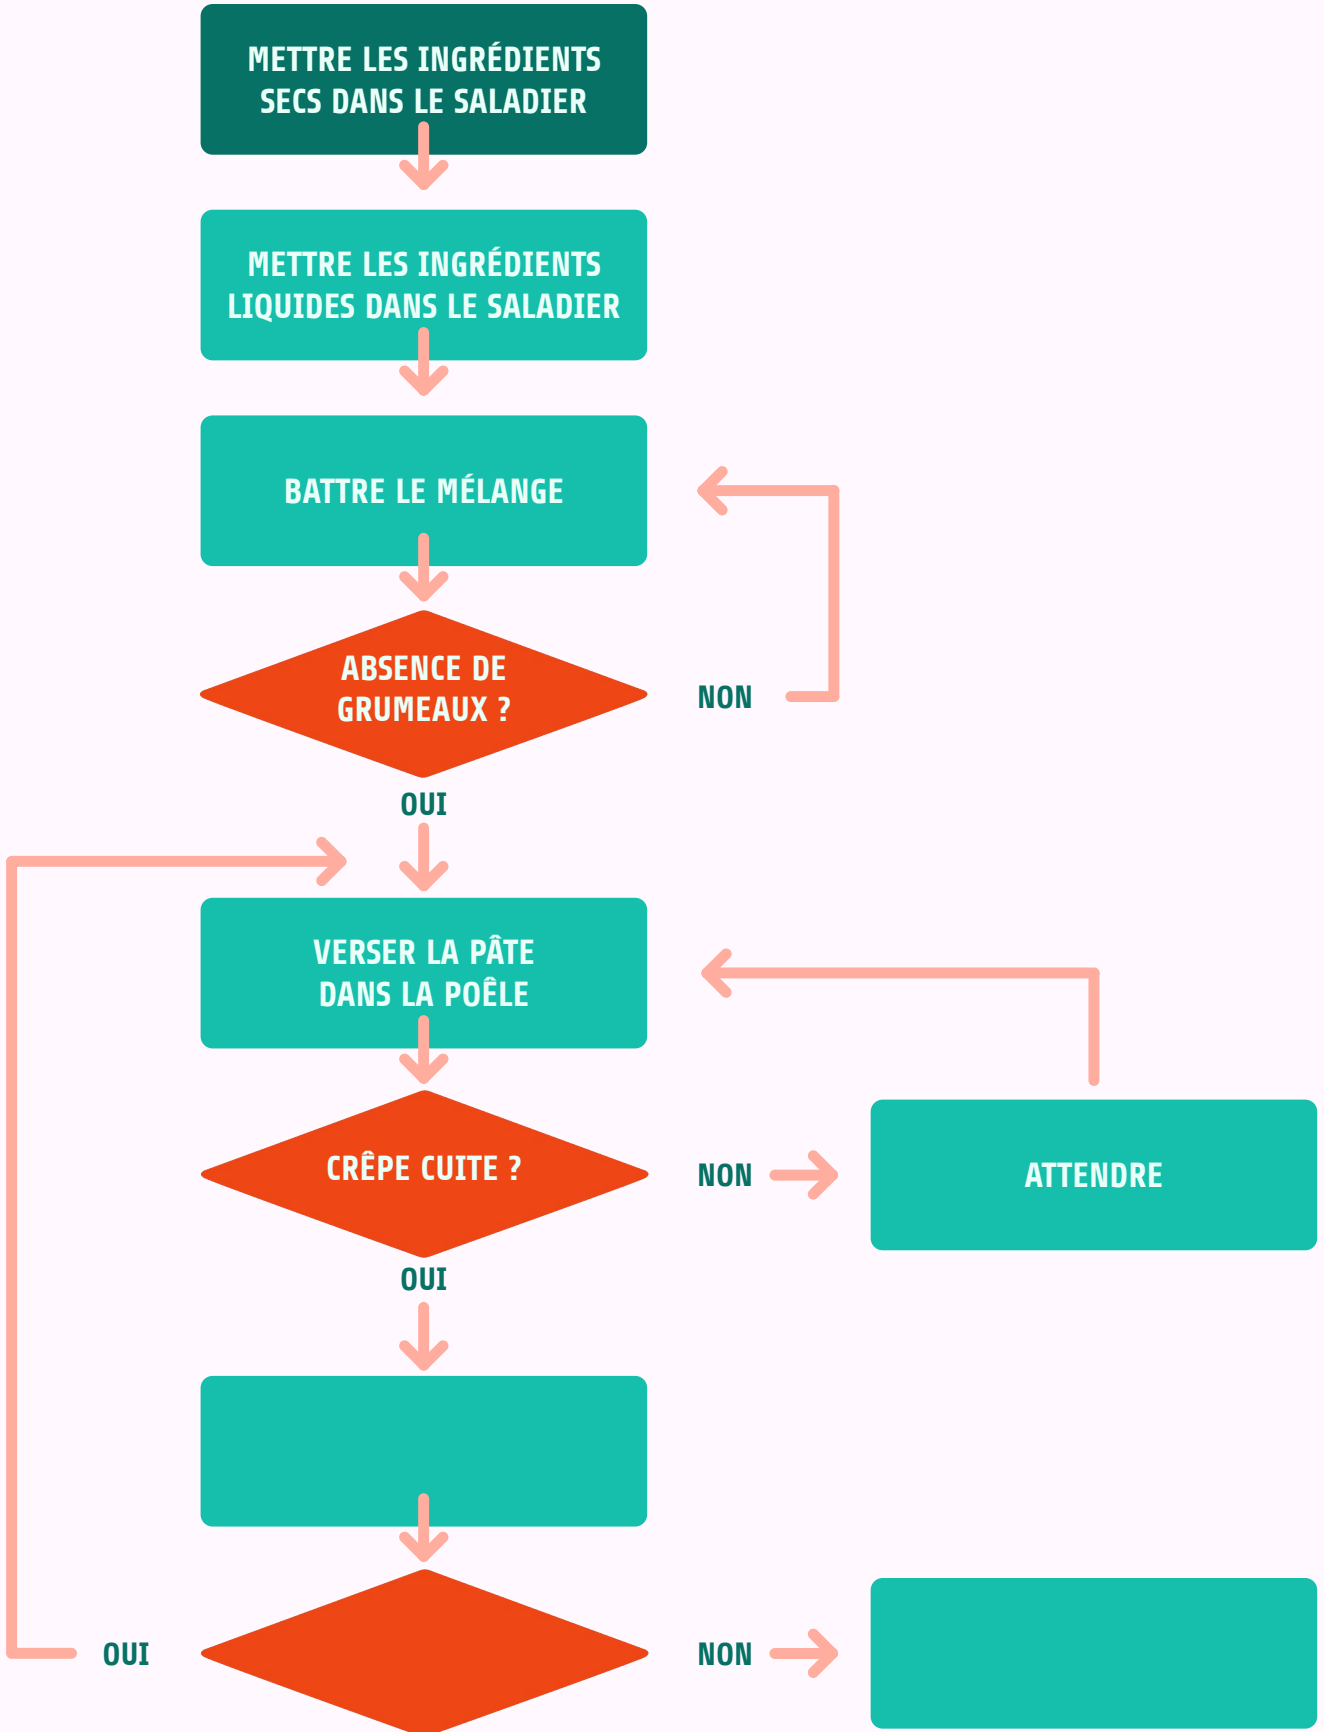 METTRE LES INGRÉDIENTS
SECS DANS LE SALADIER
METTRE LES INGRÉDIENTS
LIQUIDES DANS LE SALADIER
BATTRE LE MÉLANGE
ABSENCE DE
GRUMEAUX ?
NON
OUI
VERSER LA PÂTE
DANS LA POÊLE
CRÊPE CUITE ?
NON
ATTENDRE
OUI
OUI
NON